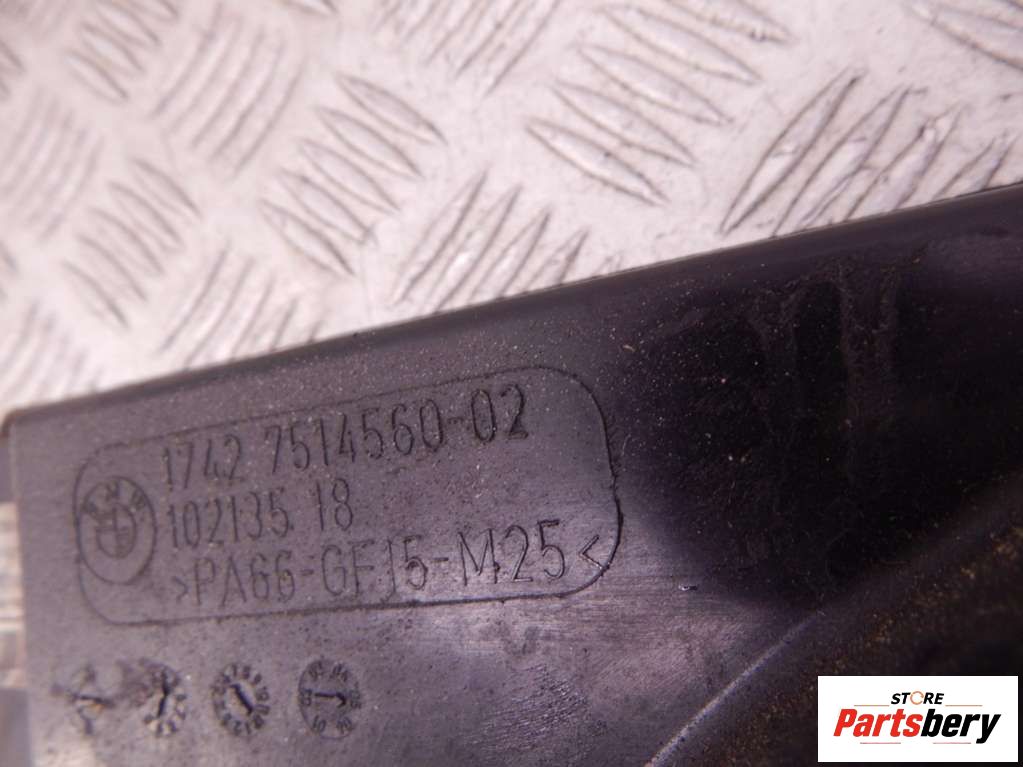 1742 7514560-02
102135 18
>PA66-GF15-M25<
STORE
Partsbery